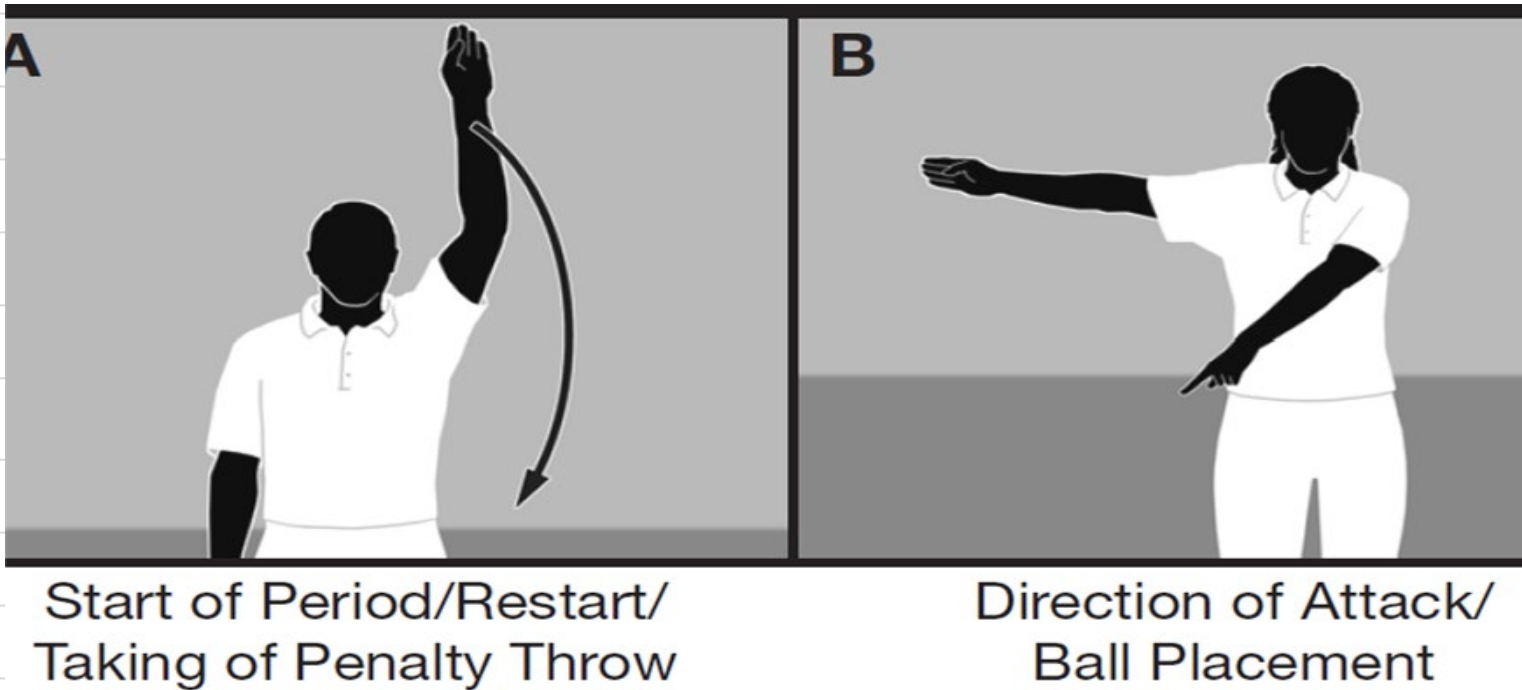 A
B
Start of Period/Restart/
Taking of Penalty Throw
Direction of Attack/
Ball Placement